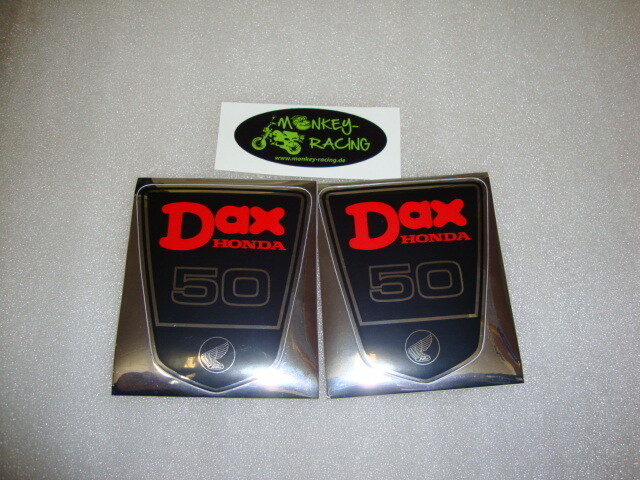 MONKEY-
RACING
www.monkey-racing.de
Dax
HONDA
50
Dax
HONDA
50